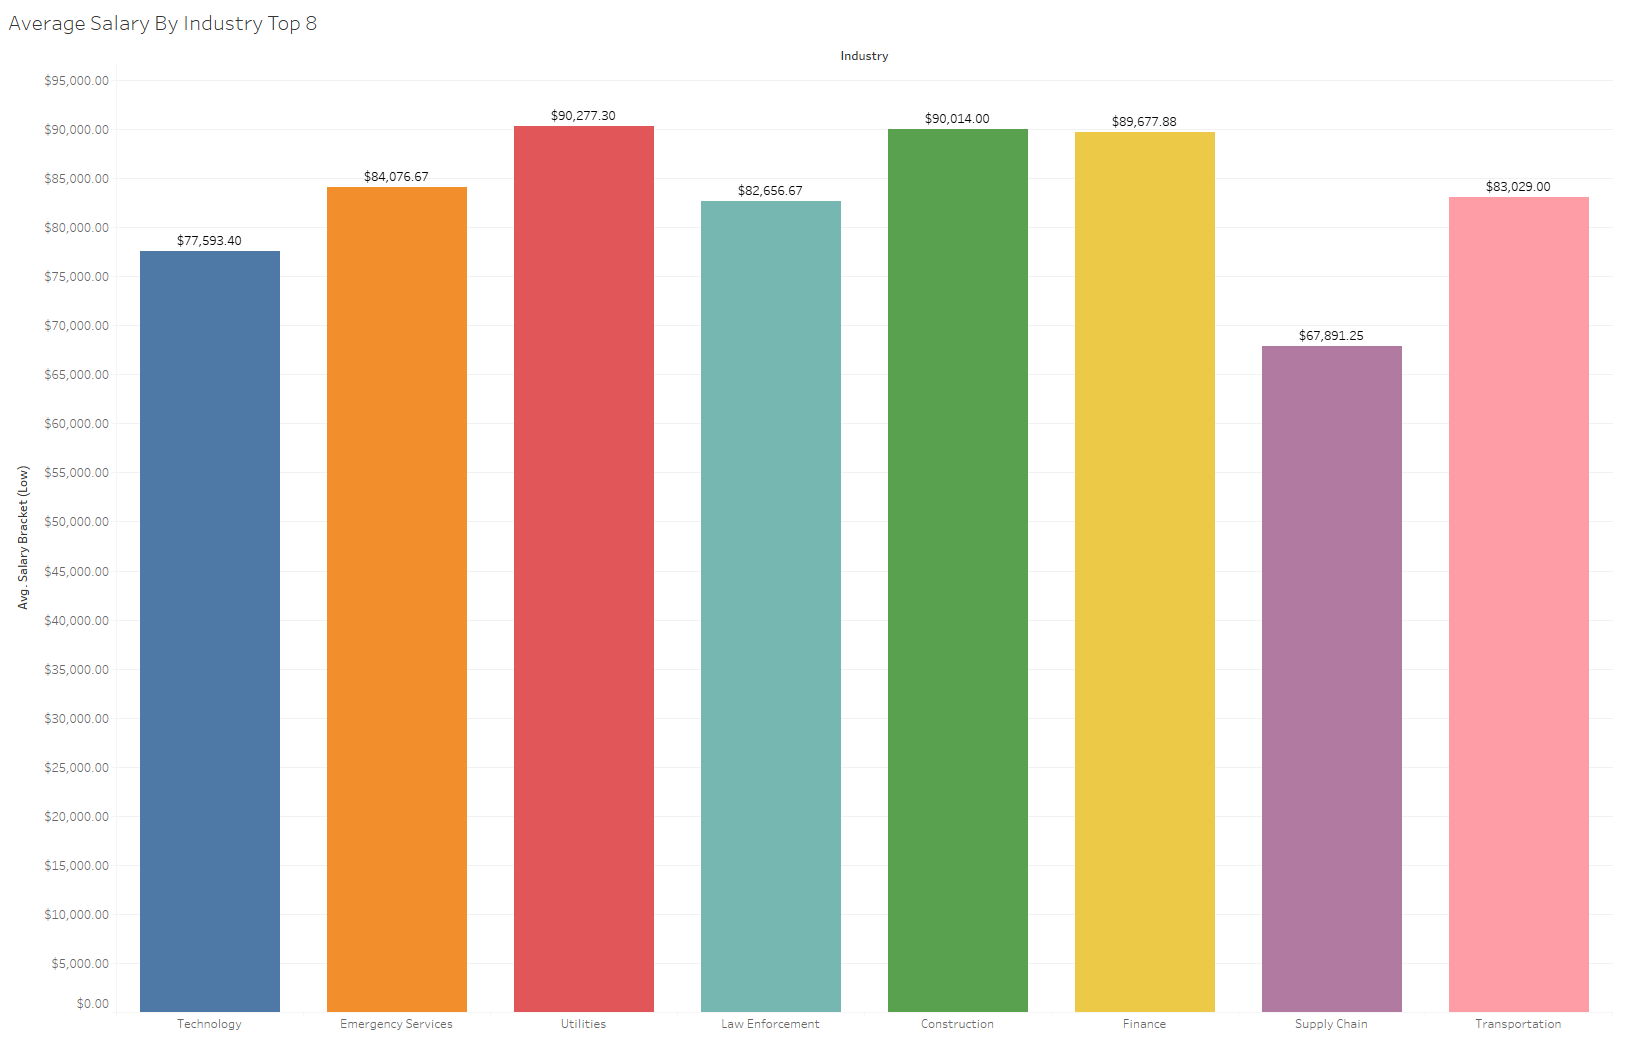 Average Salary By Industry Top 8
Industry
Avg. Salary Bracket (Low)
$95,000.00
$90,000.00
$85,000.00
$80,000.00
$75,000.00
$70,000.00
$65,000.00
$60,000.00
$55,000.00
$50,000.00
$45,000.00
$40,000.00
$35,000.00
$30,000.00
$25,000.00
$20,000.00
$15,000.00
$10,000.00
$5,000.00
$0.00
$77,593.40
$84,076.67
$90,277.30
$82,656.67
$90,014.00
$89,677.88
$67,891.25
$83,029.00
Technology
Emergency Services
Utilities
Law Enforcement
Construction
Finance
Supply Chain
Transportation